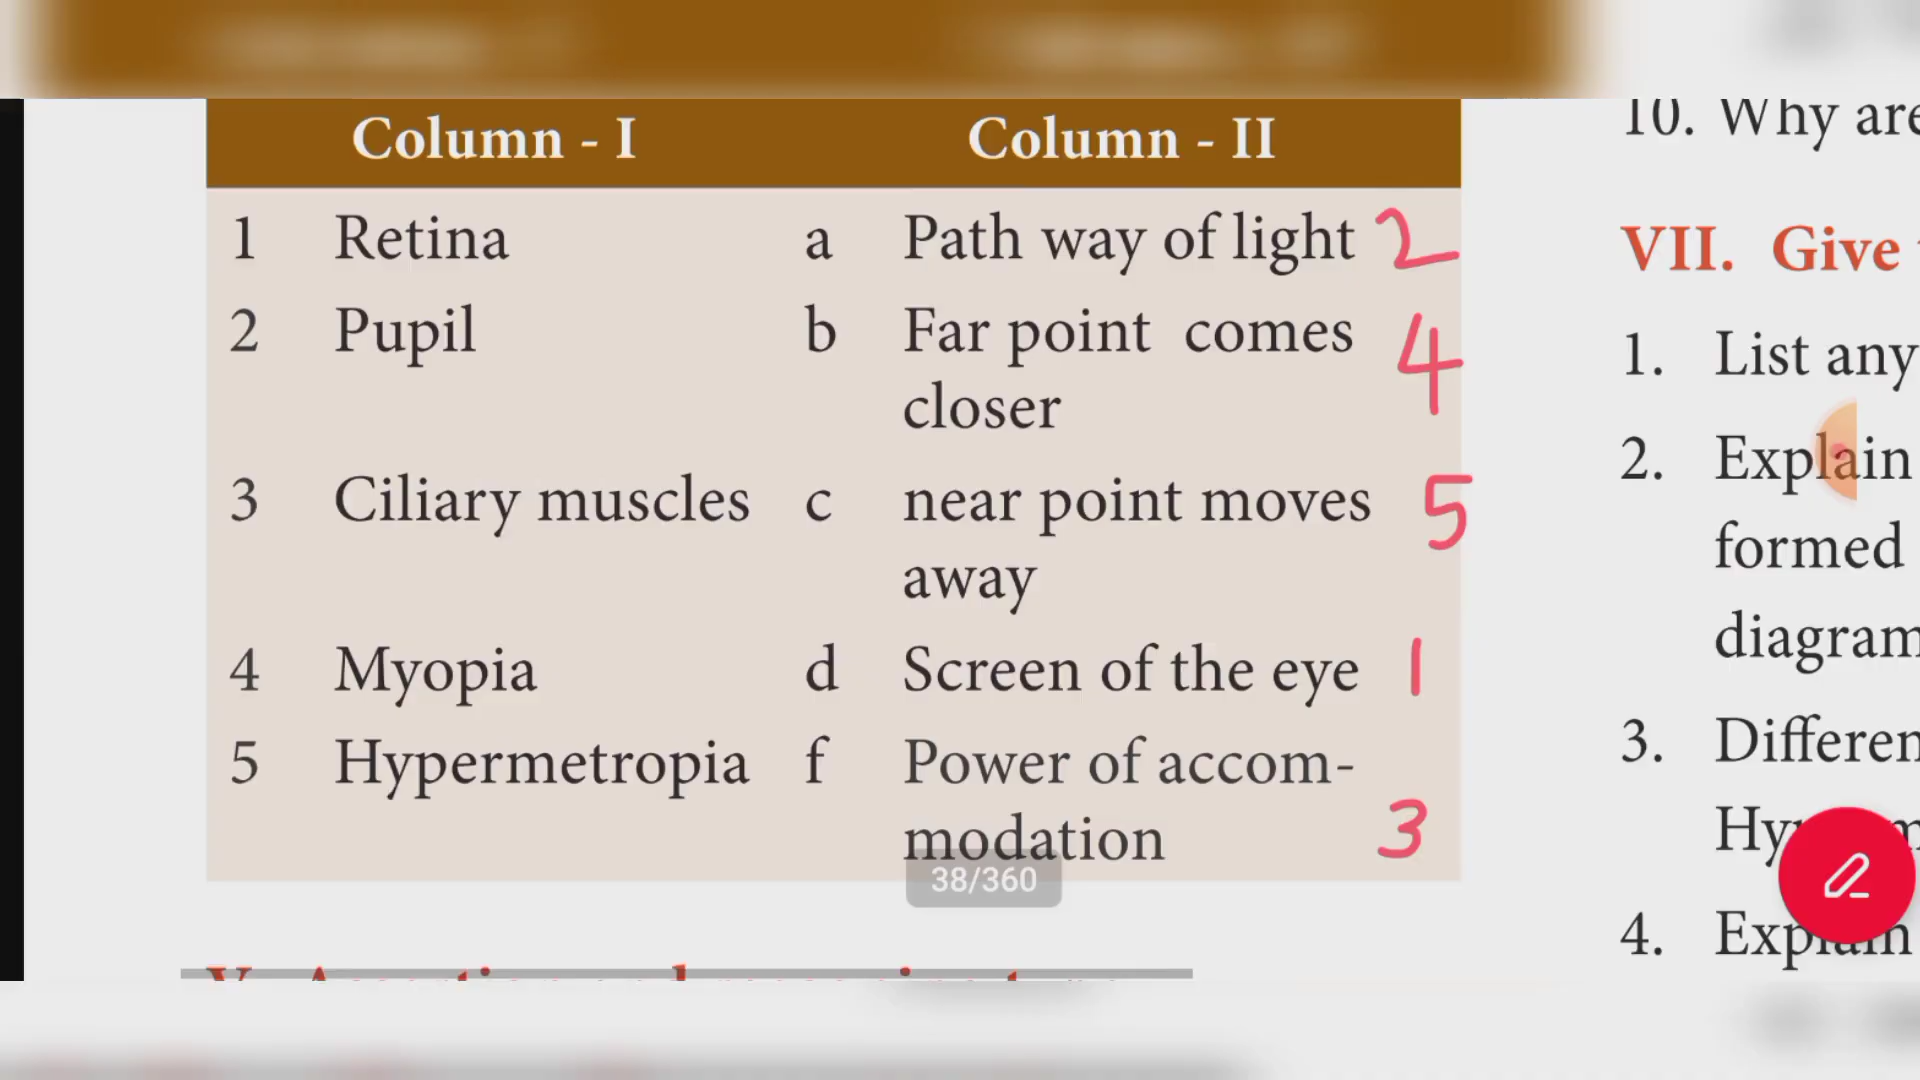 Column - I Column - II
1 Retina a Path way of light 2
2 Pupil b Far point comes closer 4
3 Ciliary muscles c near point moves away 5
4 Myopia d Screen of the eye 1
5 Hypermetropia f Power of accom-
modation 3
38/360
10. Why are
VII. Give
1. List any
2. Explain
formed
diagram
3. Differen
4. Explain